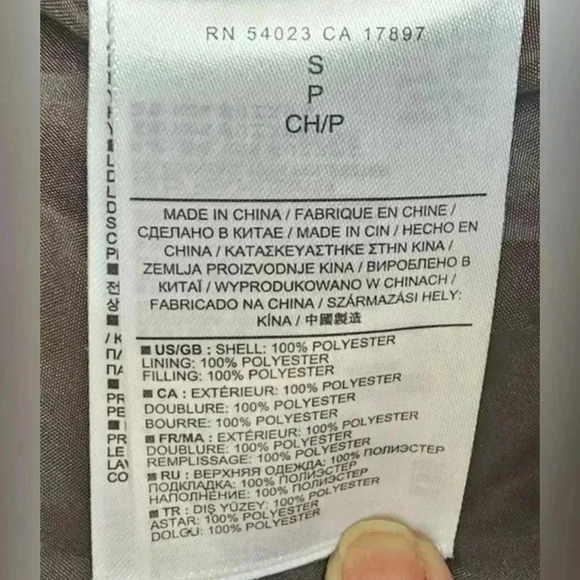 RN 54023 CA 17897
S
P
CH/P
MADE IN CHINA / FABRIQUE EN CHINE /
СДЕЛАНО В КИТАЕ / MADE IN CIN / HECHO EN
CHINA / ΚΑΤΑΣΚΕΥΑΣΤΗΚΕ ΣΤΗΝ ΚΙΝΑ /
ZEMLJA PROIZVODNJE KINA / ВИРОБЛЕНО В
КИТАЇ / WYPRODUKOWANO W CHINACH /
FABRICADO NA CHINA / SZÁRMAZÁSI HELY:
KÍNA / 中國製造
US/GB : SHELL: 100% POLYESTER
LINING: 100% POLYESTER
FILLING: 100% POLYESTER
CA : EXTÉRIEUR: 100% POLYESTER
DOUBLURE: 100% POLYESTER
BOURRE: 100% POLYESTER
FR/MA : EXTÉRIEUR: 100% POLYESTER
DOUBLURE: 100% POLYESTER
REMPLISSAGE: 100% POLYESTER
RU : ВЕРХНЯЯ ОДЕЖДА: 100% ПОЛИЭСТЕР
ПОДКЛАДКА: 100% ПОЛИЭСТЕР
НАПОЛНЕНИЕ: 100% ПОЛИЭСТЕР
TR : DIŞ YÜZEY: 100% POLYESTER
ASTAR: 100% POLYESTER
DOLGU: 100% POLYESTER